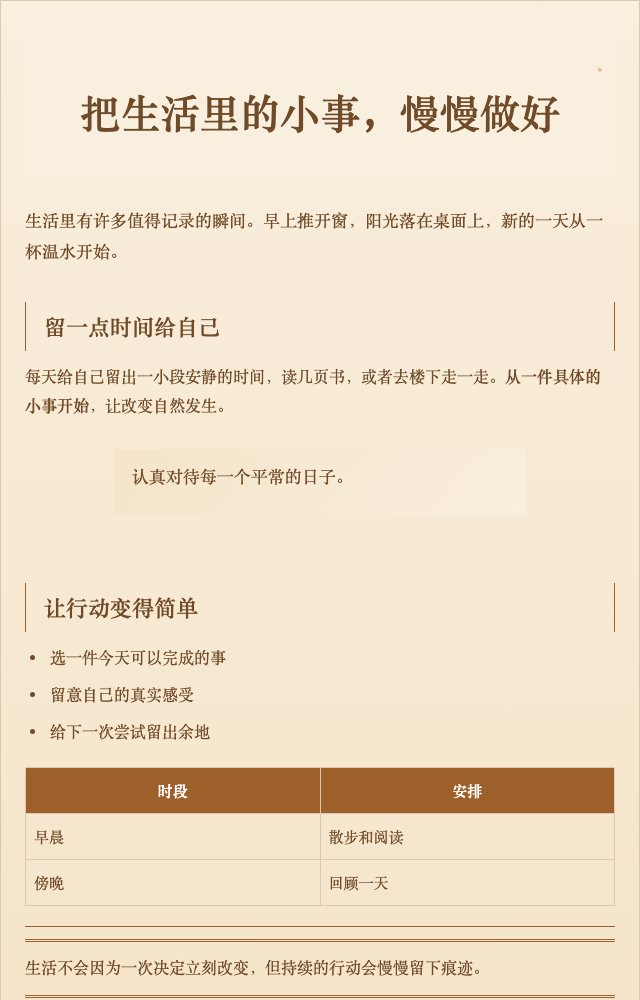 把生活里的小事，慢慢做好
生活里有许多值得记录的瞬间。早上推开窗，阳光落在桌面上，新的一天从一
杯温水开始。
留一点时间给自己
每天给自己留出一小段安静的时间，读几页书，或者去楼下走一走。从一件具体的
小事开始，让改变自然发生。
认真对待每一个平常的日子。
让行动变得简单
• 选一件今天可以完成的事
• 留意自己的真实感受
• 给下一次尝试留出余地
时段 安排
早晨 散步和阅读
傍晚 回顾一天
生活不会因为一次决定立刻改变，但持续的行动会慢慢留下痕迹。